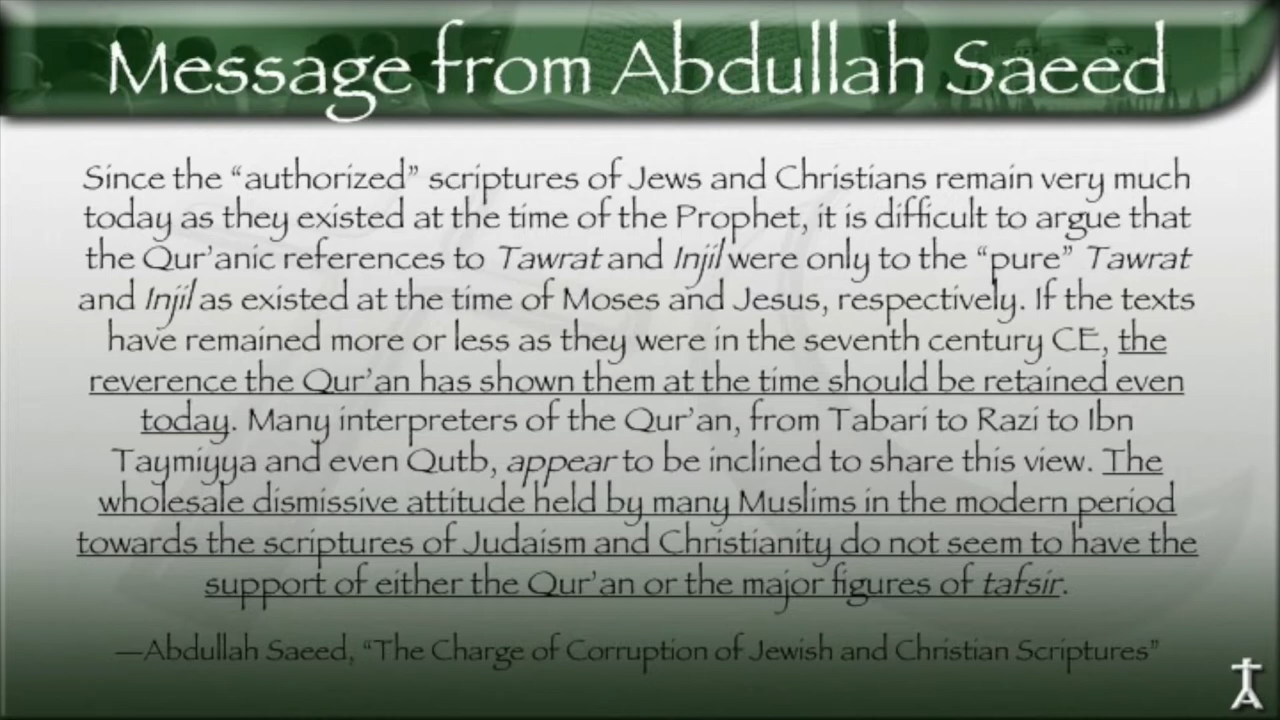 Message from Abdullah Saeed
Since the “authorized” scriptures of Jews and Christians remain very much
today as they existed at the time of the Prophet, it is difficult to argue that
the Qur’anic references to Tawrat and Injil were only to the “pure” Tawrat
and Injil as existed at the time of Moses and Jesus, respectively. If the texts
have remained more or less as they were in the seventh century CE, the
reverence the Qur’an has shown them at the time should be retained even
today. Many interpreters of the Qur’an, from Tabari to Razi to Ibn
Taymiyya and even Qutb, appear to be inclined to share this view. The
wholesale dismissive attitude held by many Muslims in the modern period
towards the scriptures of Judaism and Christianity do not seem to have the
support of either the Qur’an or the major figures of tafsir.
—Abdullah Saeed, “The Charge of Corruption of Jewish and Christian Scriptures”